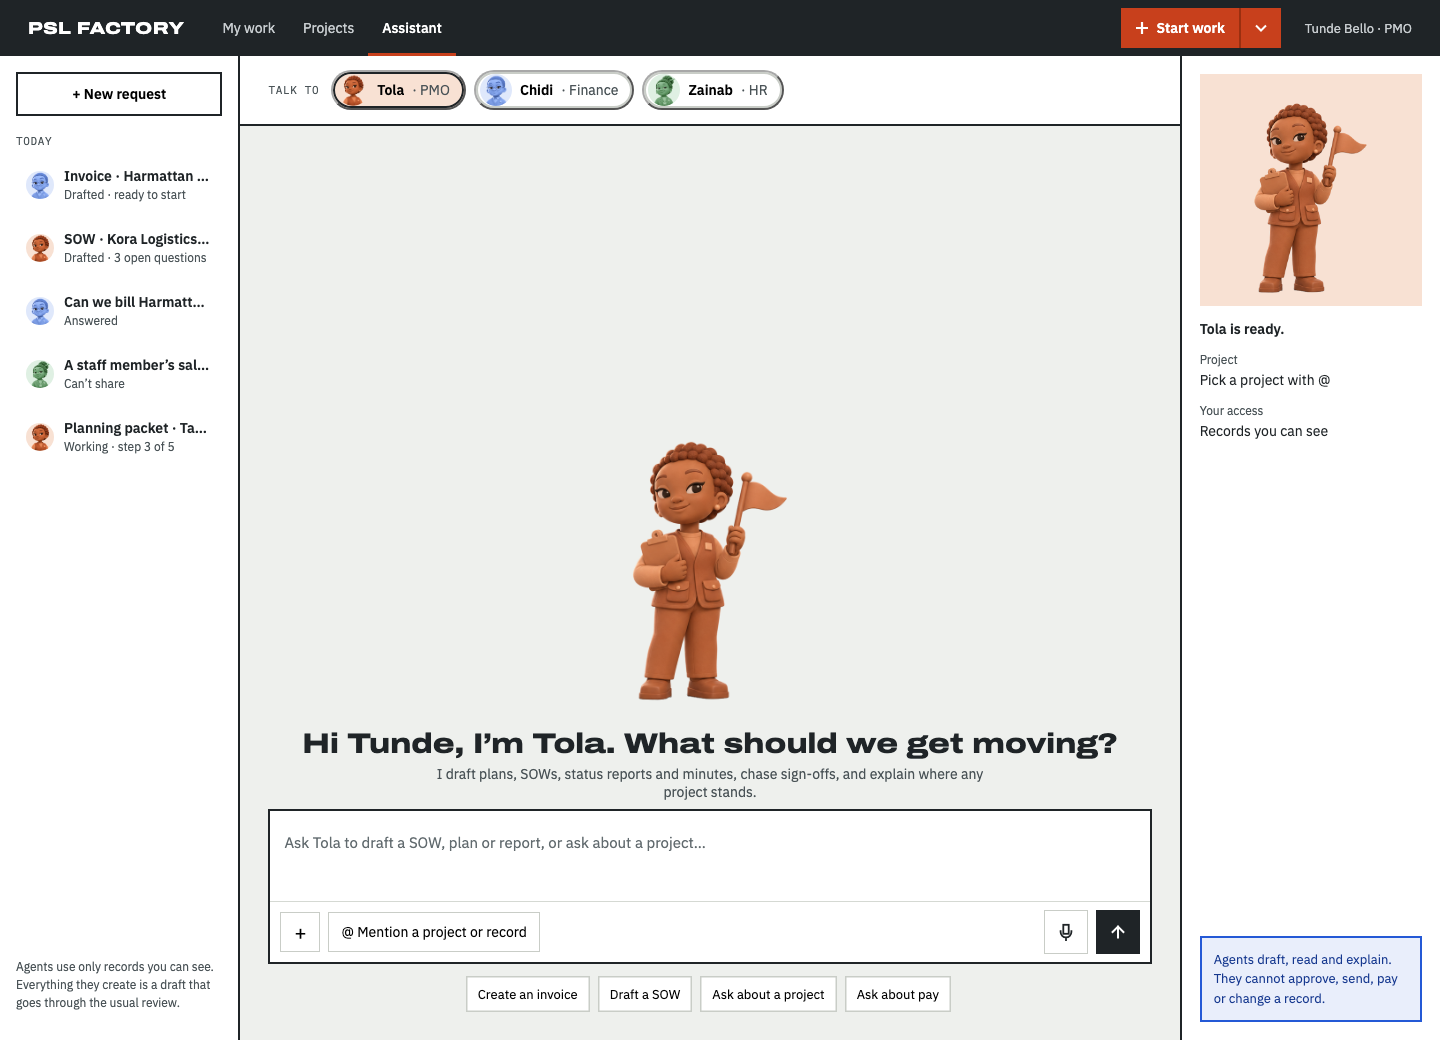 PSL FACTORY
My work
Projects
Assistant
+ Start work
Tunde Bello · PMO
+ New request
TODAY
Invoice · Harmattan ...
Drafted · ready to start
SOW · Kora Logistics...
Drafted · 3 open questions
Can we bill Harmatt...
Answered
A staff member’s sal...
Can’t share
Planning packet · Ta...
Working · step 3 of 5
Agents use only records you can see.
Everything they create is a draft that
goes through the usual review.
TALK TO
Tola · PMO
Chidi · Finance
Zainab · HR
Hi Tunde, I’m Tola. What should we get moving?
I draft plans, SOWs, status reports and minutes, chase sign-offs, and explain where any
project stands.
Ask Tola to draft a SOW, plan or report, or ask about a project...
+
@ Mention a project or record
Create an invoice
Draft a SOW
Ask about a project
Ask about pay
Tola is ready.
Project
Pick a project with @
Your access
Records you can see
Agents draft, read and explain.
They cannot approve, send, pay
or change a record.